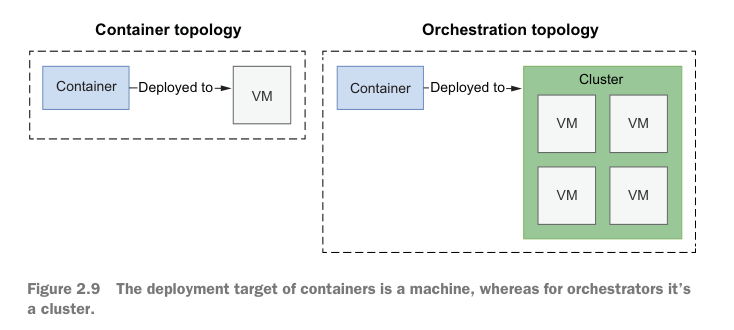 Container topology
Container
Deployed to
VM
Orchestration topology
Container
Deployed to
Cluster
VM
VM
VM
VM
Figure 2.9 The deployment target of containers is a machine, whereas for orchestrators it’s
a cluster.